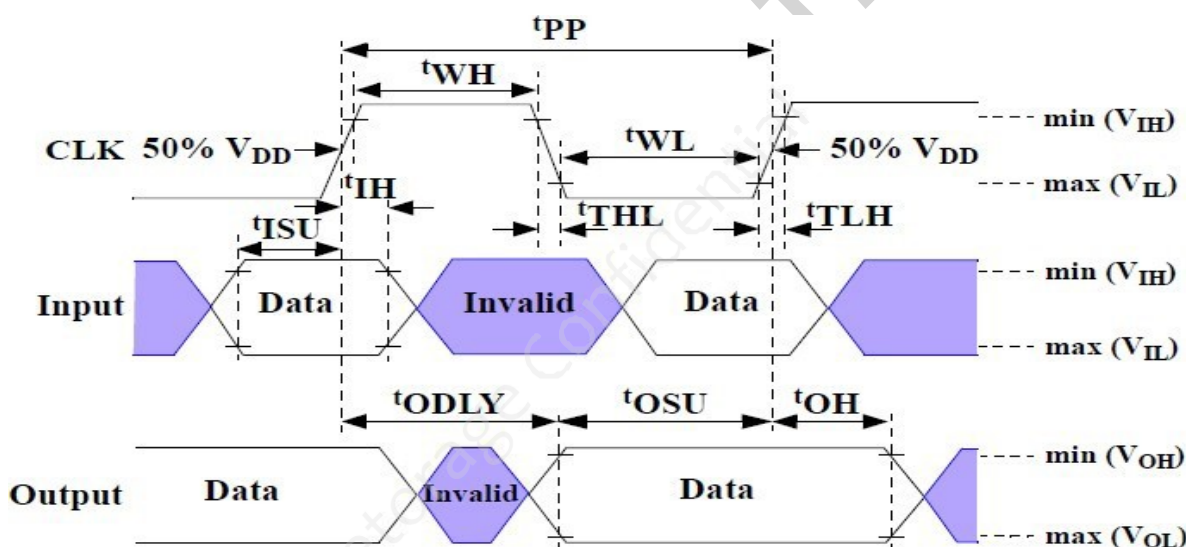 tPP
tWH
min (VIH)
CLK 50% VDD
tWL
50% VDD
max (VIL)
tIH
tISU
tTHL
tTLH
min (VIH)
Input
Data
Invalid
Data
max (VIL)
tODLY
tOSU
tOH
min (VOH)
Output
Data
Invalid
Data
max (VOL)
Confidential